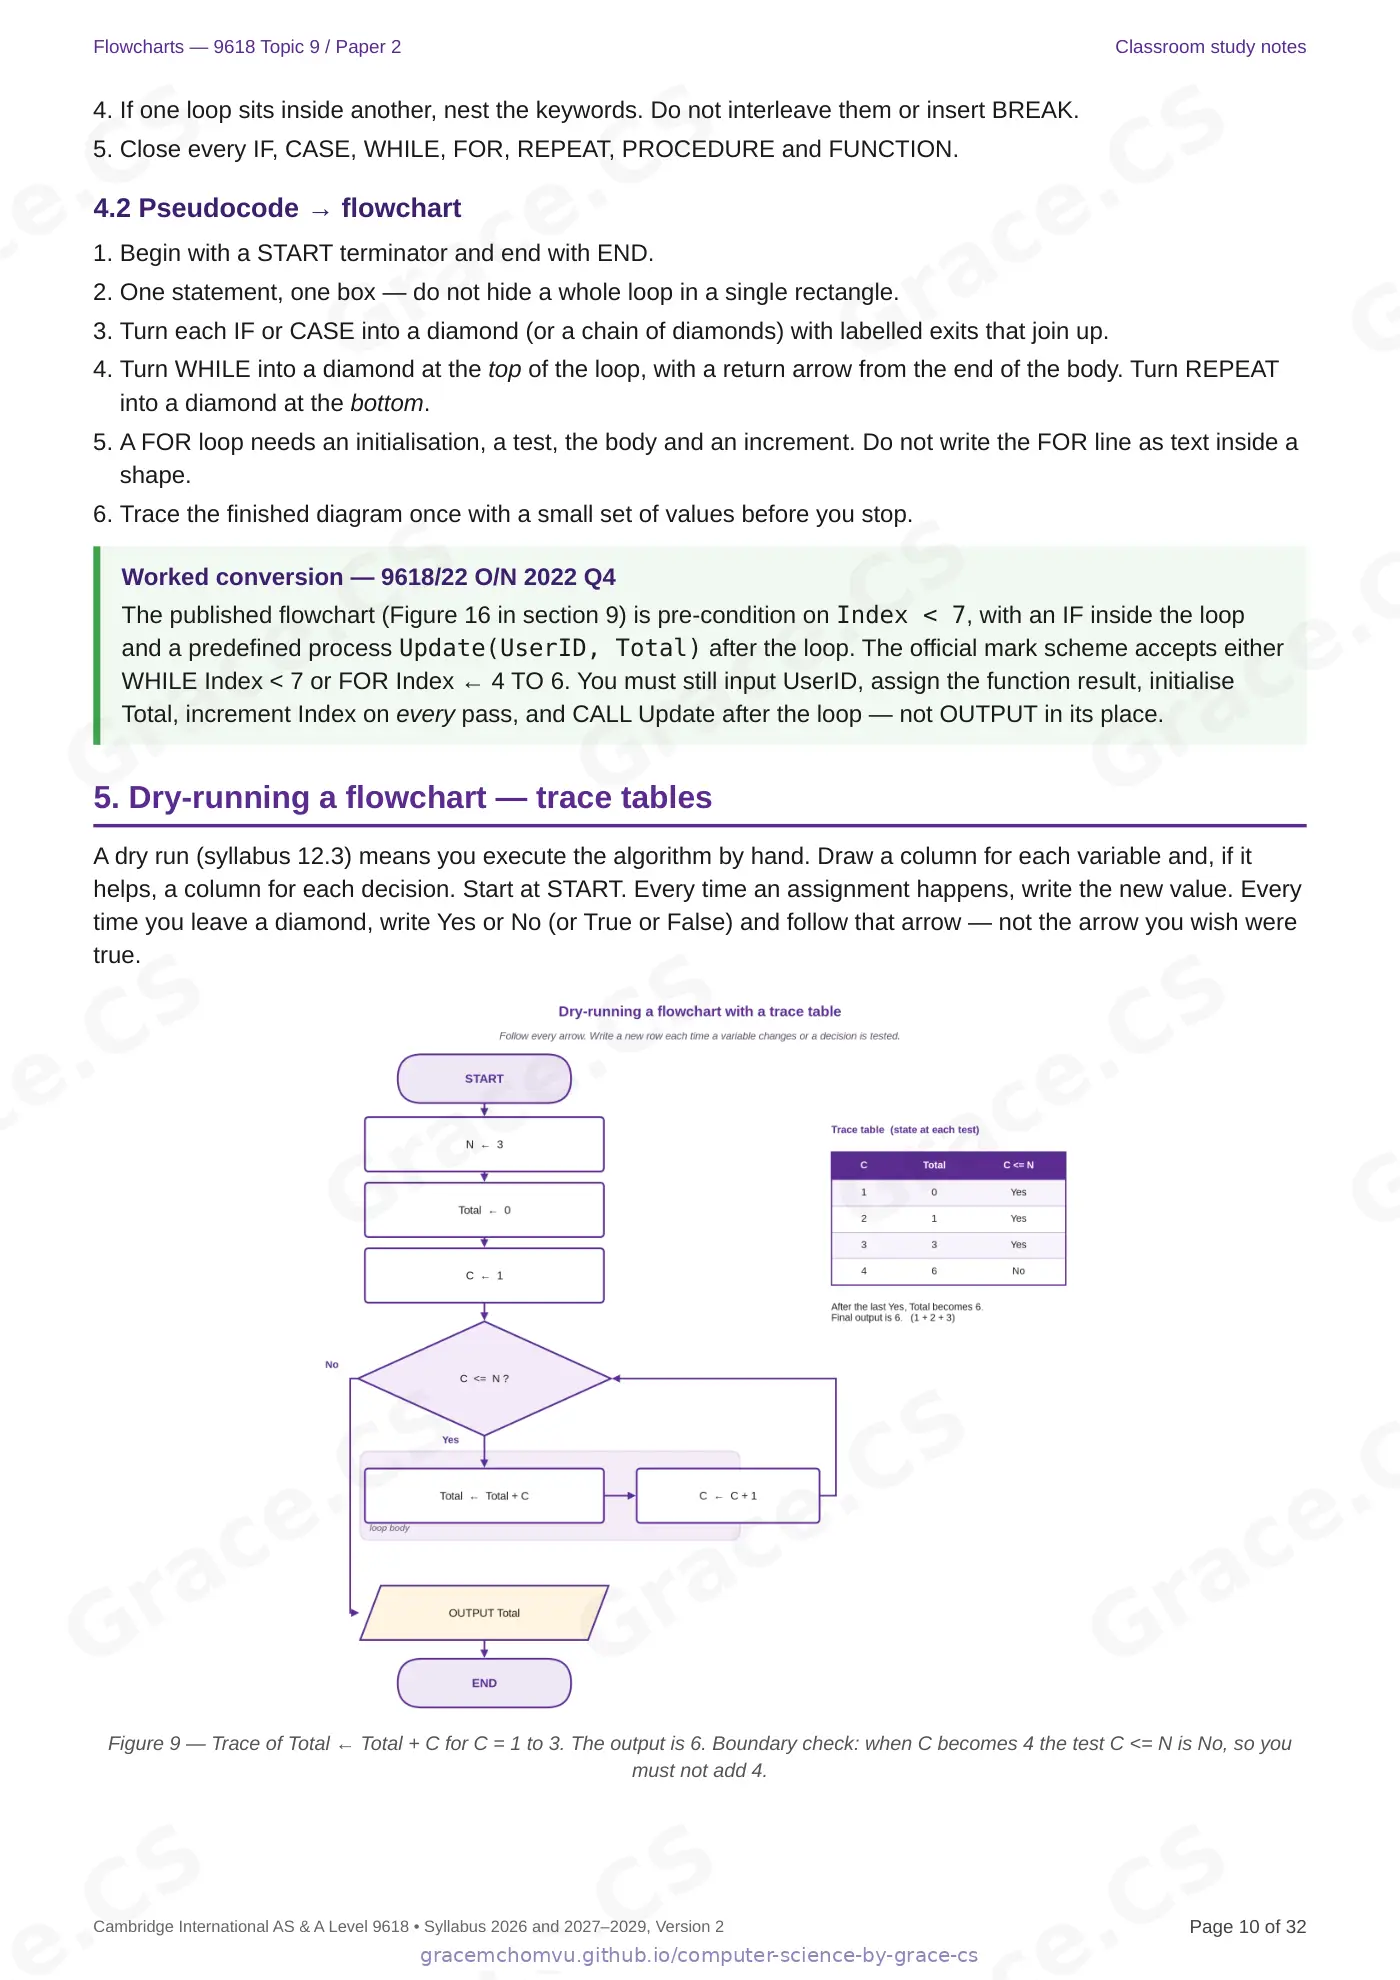 Flowcharts — 9618 Topic 9 / Paper 2
Classroom study notes
4. If one loop sits inside another, nest the keywords. Do not interleave them or insert BREAK.
5. Close every IF, CASE, WHILE, FOR, REPEAT, PROCEDURE and FUNCTION.
4.2 Pseudocode → flowchart
1. Begin with a START terminator and end with END.
2. One statement, one box — do not hide a whole loop in a single rectangle.
3. Turn each IF or CASE into a diamond (or a chain of diamonds) with labelled exits that join up.
4. Turn WHILE into a diamond at the top of the loop, with a return arrow from the end of the body. Turn REPEAT
into a diamond at the bottom.
5. A FOR loop needs an initialisation, a test, the body and an increment. Do not write the FOR line as text inside a
shape.
6. Trace the finished diagram once with a small set of values before you stop.
Worked conversion — 9618/22 O/N 2022 Q4
The published flowchart (Figure 16 in section 9) is pre-condition on Index < 7, with an IF inside the loop
and a predefined process Update(UserID, Total) after the loop. The official mark scheme accepts either
WHILE Index < 7 or FOR Index ← 4 TO 6. You must still input UserID, assign the function result, initialise
Total, increment Index on every pass, and CALL Update after the loop — not OUTPUT in its place.
5. Dry-running a flowchart — trace tables
A dry run (syllabus 12.3) means you execute the algorithm by hand. Draw a column for each variable and, if it
helps, a column for each decision. Start at START. Every time an assignment happens, write the new value. Every
time you leave a diamond, write Yes or No (or True or False) and follow that arrow — not the arrow you wish were
true.
Dry-running a flowchart with a trace table
Follow every arrow. Write a new row each time a variable changes or a decision is tested.
START
N ← 3
Total ← 0
C ← 1
C <= N ?
No
Yes
Total ← Total + C
C ← C + 1
loop body
OUTPUT Total
END
Trace table (state at each test)
C Total C <= N
1 0 Yes
2 1 Yes
3 3 Yes
4 6 No
After the last Yes, Total becomes 6.
Final output is 6. (1 + 2 + 3)
Figure 9 — Trace of Total ← Total + C for C = 1 to 3. The output is 6. Boundary check: when C becomes 4 the test C <= N is No, so you
must not add 4.
Cambridge International AS & A Level 9618 • Syllabus 2026 and 2027–2029, Version 2
Page 10 of 32
gracemchomvu.github.io/computer-science-by-grace-cs
Grace.CS